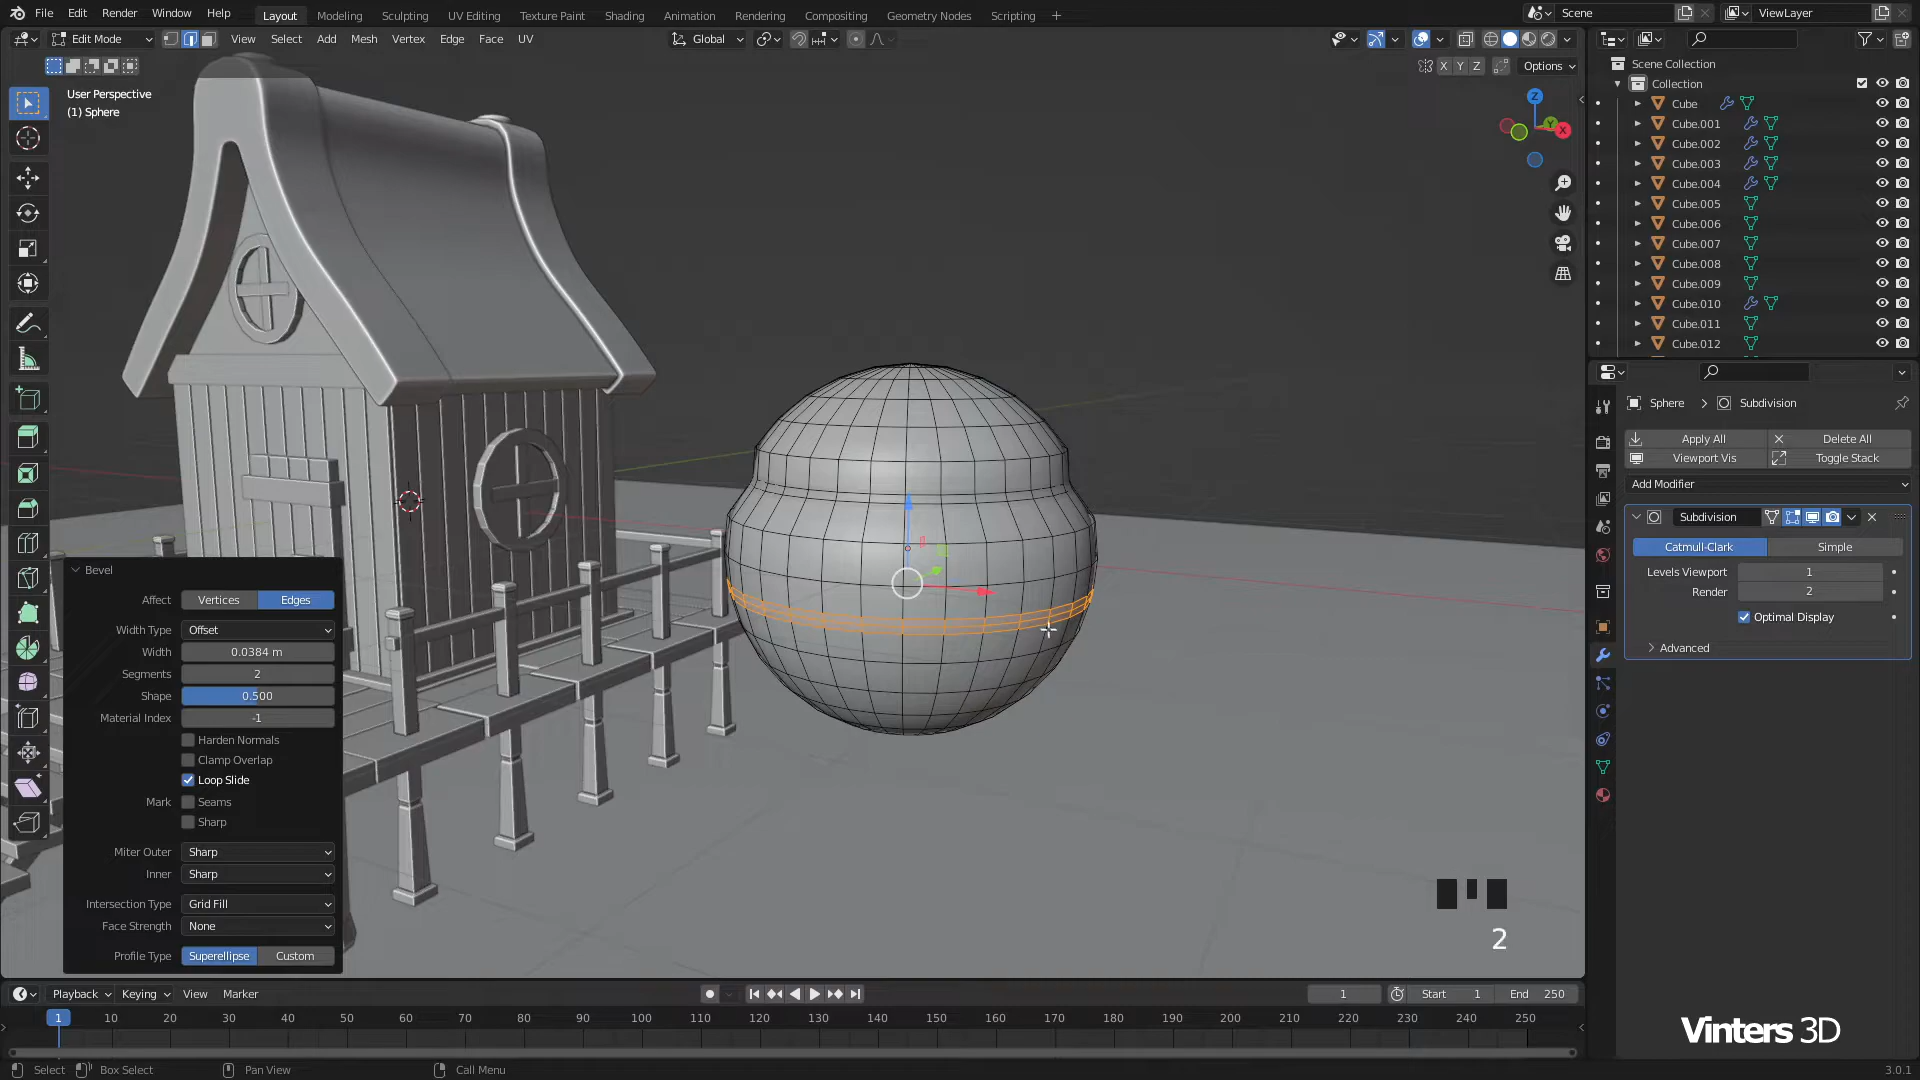 File Edit Render Window Help Layout Modeling Sculpting UV Editing Texture Paint Shading Animation Rendering Compositing Geometry Nodes Scripting + Scene ViewLayer
Edit Mode View Select Add Mesh Vertex Edge Face UV Global
X Y Z Options
User Perspective
(1) Sphere
Z
Y
X
Scene Collection
Collection
Cube
Cube.001
Cube.002
Cube.003
Cube.004
Cube.005
Cube.006
Cube.007
Cube.008
Cube.009
Cube.010
Cube.011
Cube.012
Sphere > Subdivision
Apply All Delete All
Viewport Vis Toggle Stack
Add Modifier
Subdivision
Catmull-Clark Simple
Levels Viewport 1
Render 2
Optimal Display
Advanced
Bevel
Affect Vertices Edges
Width Type Offset
Width 0.0384 m
Segments 2
Shape 0.500
Material Index -1
Harden Normals
Clamp Overlap
Loop Slide
Mark Seams
Sharp
Miter Outer Sharp
Inner Sharp
Intersection Type Grid Fill
Face Strength None
Profile Type Superellipse Custom
2
Playback Keying View Marker 1 Start 1 End 250
1 10 20 30 40 50 60 70 80 90 100 110 120 130 140 150 160 170 180 190 200 210 220 230 240 250
Vinters 3D
Select Box Select Pan View Call Menu 3.0.1